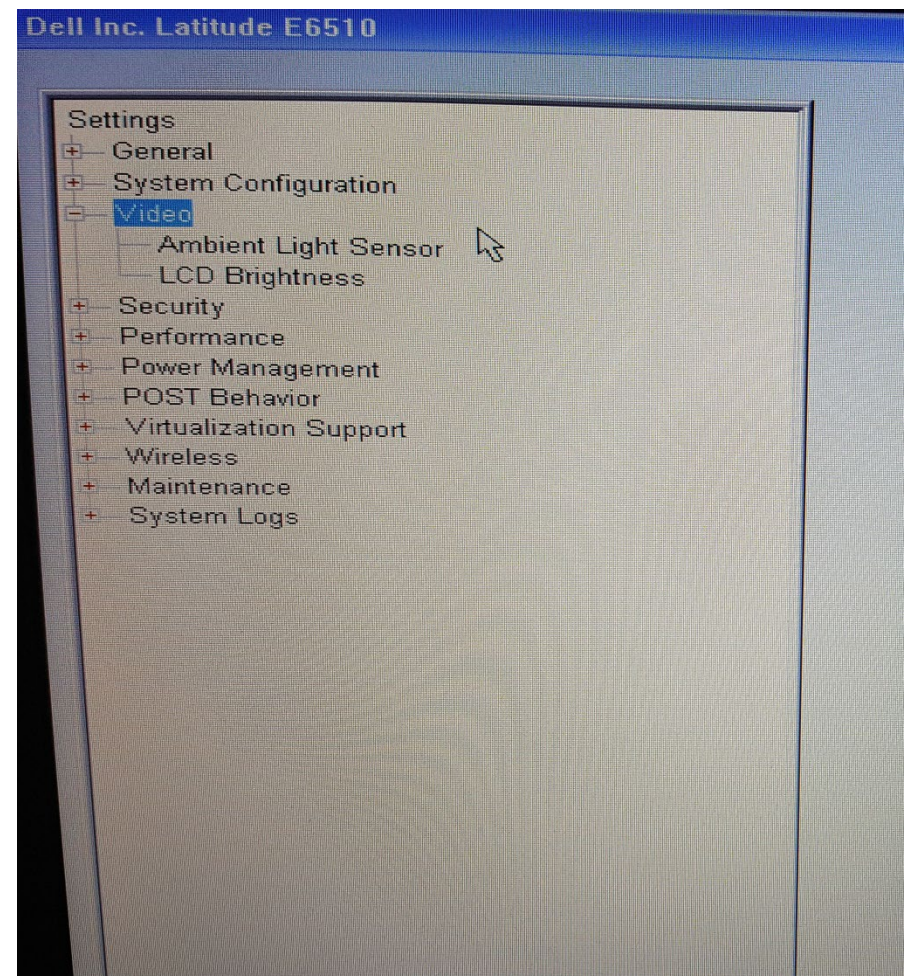 Dell Inc. Latitude E6510
Settings
General
System Configuration
Video
Ambient Light Sensor
LCD Brightness
Security
Performance
Power Management
POST Behavior
Virtualization Support
Wireless
Maintenance
System Logs